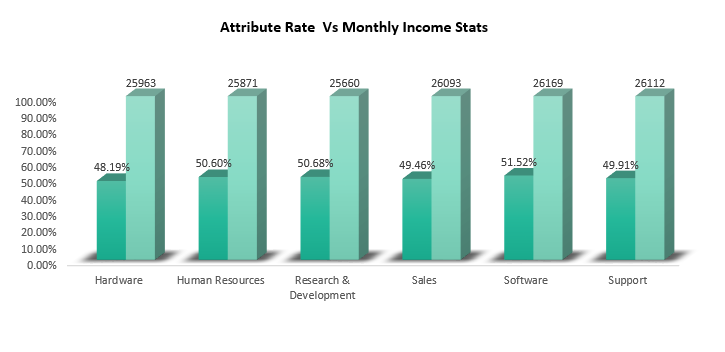 Attribute Rate  Vs Monthly Income Stats
25963 25871 25660 26093 26169 26112
100.00%
90.00%
80.00%
70.00%
60.00%
50.00%
40.00%
30.00%
20.00%
10.00%
0.00%
48.19% 50.60% 50.68% 49.46% 51.52% 49.91%
Hardware Human Resources Research & Sales Software Support
Development